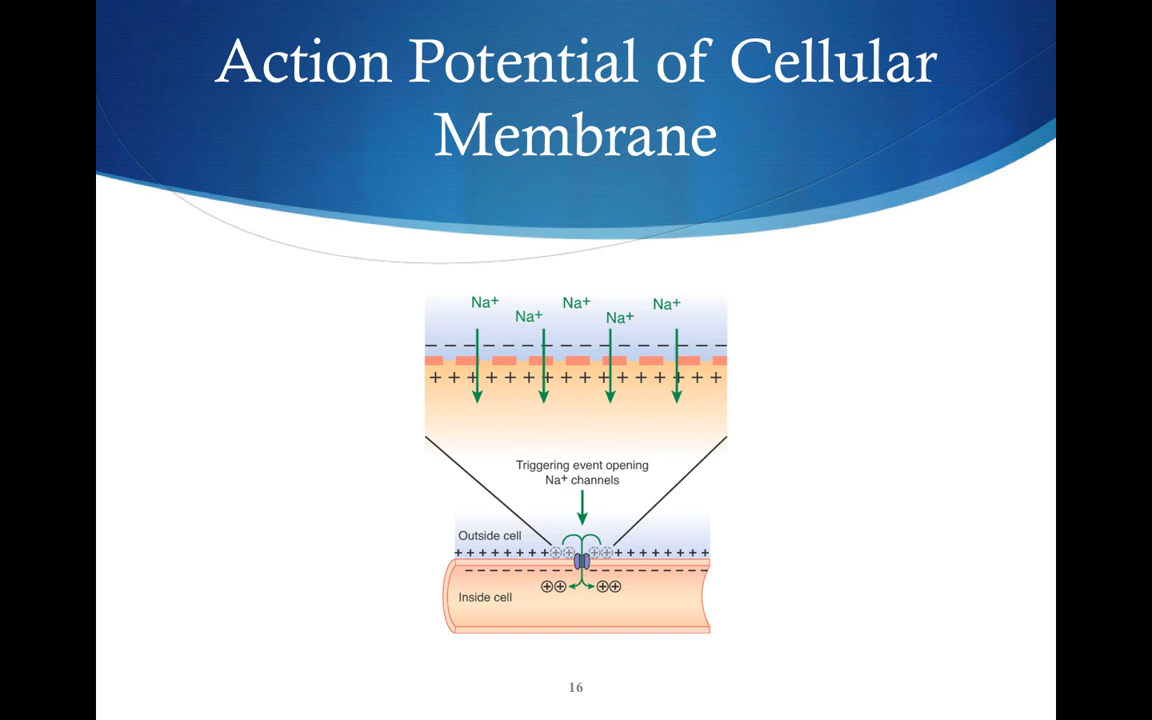 Action Potential of Cellular
Membrane
Na+ Na+ Na+ Na+ Na+
– – – – – – – – – – – – – – – –
+ + + + + + + + + + + + + + + +
Triggering event opening
Na+ channels
Outside cell
+ + + + + + + + + + ⊕⊕ ⊕⊕ + + + + + + + +
– – – – – – – – – – – – – – – – – – – –
⊕⊕ ⊕⊕
Inside cell
16